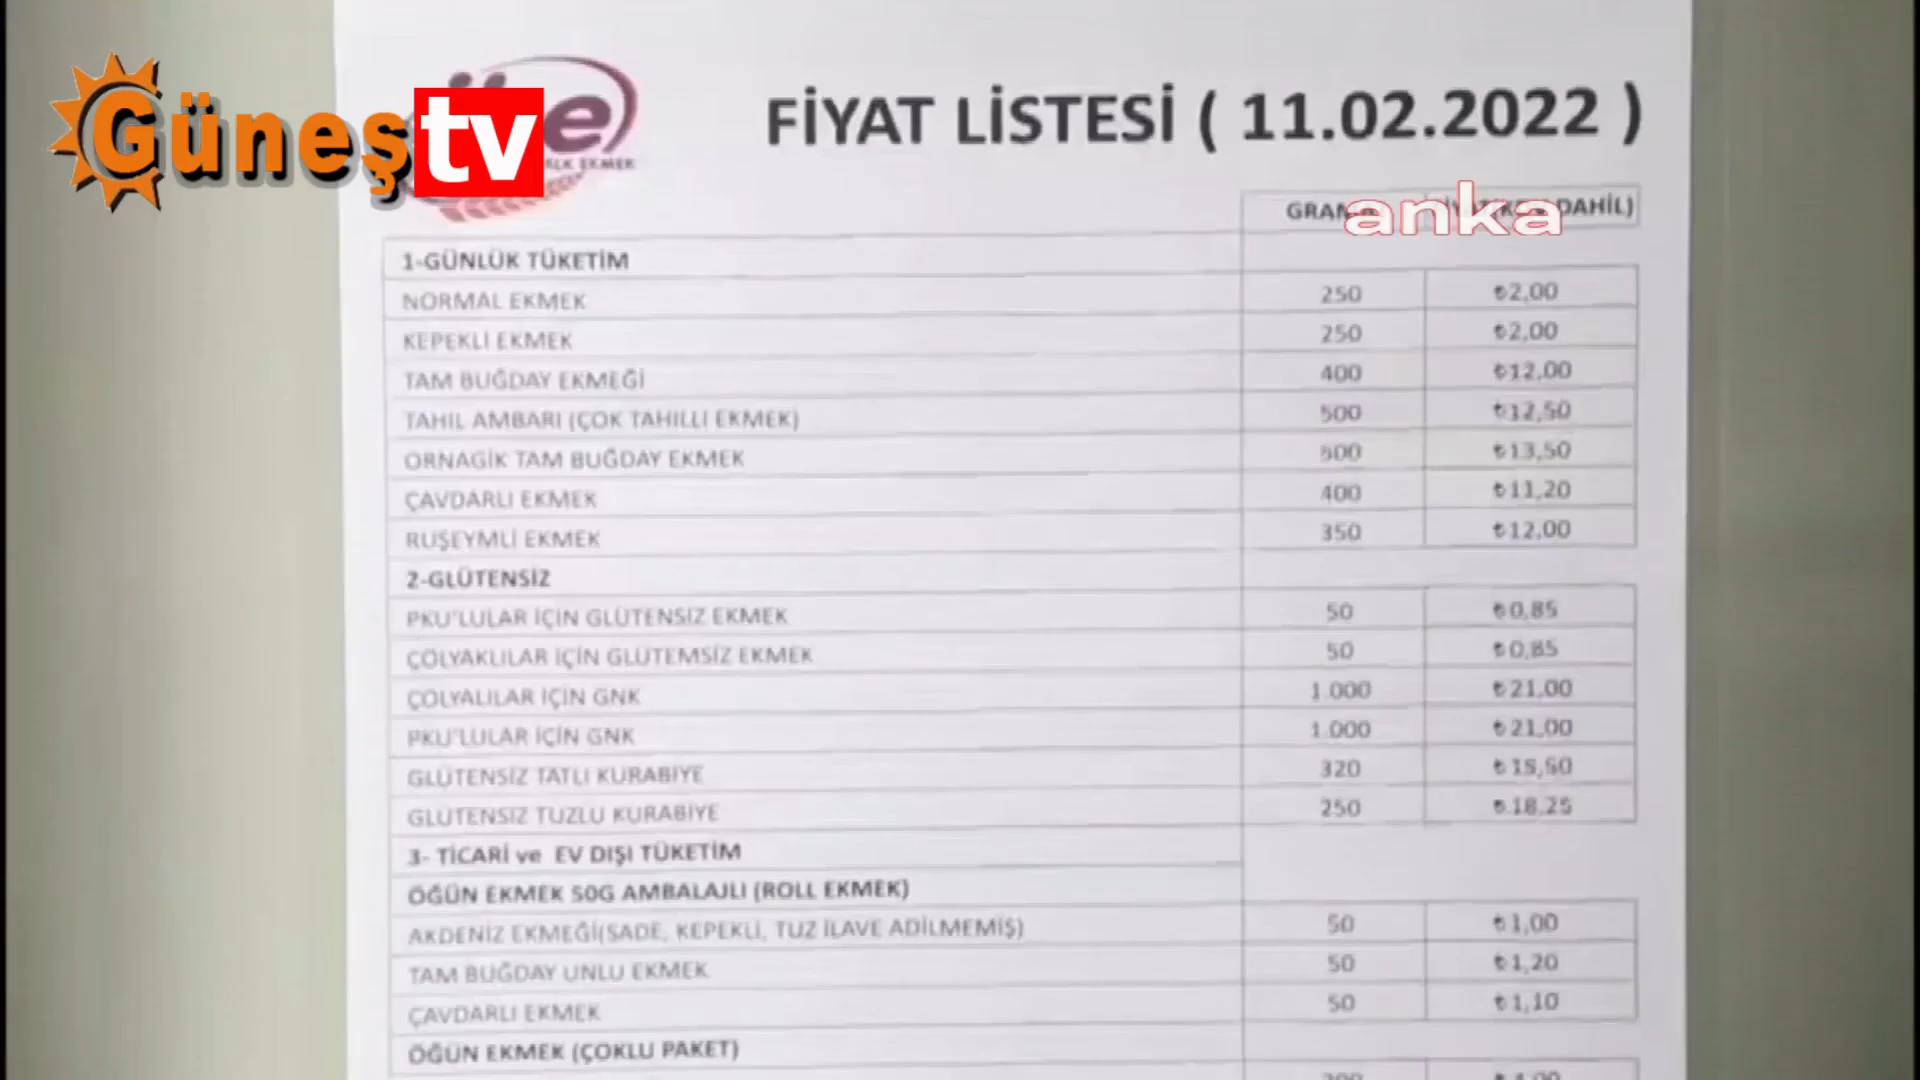 Güneş tv
FİYAT LİSTESİ ( 11.02.2022 )
LK EKMEK
anka
DAHİL)
1-GÜNLÜK TÜKETİM
NORMAL EKMEK 250 ₺2,00
KEPEKLİ EKMEK 250 ₺2,00
TAM BUĞDAY EKMEĞİ 400 ₺12,00
TAHIL AMBARI (ÇOK TAHILLI EKMEK) 500 ₺12,50
ORNAGİK TAM BUĞDAY EKMEK ₺13,50
ÇAVDARLI EKMEK 400 ₺11,20
RUŞEYMLİ EKMEK 350 ₺12,00
2-GLÜTENSİZ
PKU'LULAR İÇİN GLÜTENSİZ EKMEK 50 ₺0,85
ÇÖLYAKLILAR İÇİN GLÜTEMSİZ EKMEK 50 ₺0,85
ÇÖLYALILAR İÇİN GNK 1.000 ₺21,00
PKU'LULAR İÇİN GNK 1.000 ₺21,00
GLÜTENSİZ TATLI KURABİYE 320 ₺15,50
GLÜTENSİZ TUZLU KURABİYE 250 ₺18,25
3- TİCARİ ve EV DIŞI TÜKETİM
ÖĞÜN EKMEK 50G AMBALAJLI (ROLL EKMEK)
AKDENİZ EKMEĞİ(SADE, KEPEKLİ, TUZ İLAVE ADİLMEMİŞ) 50 ₺1,00
TAM BUĞDAY UNLU EKMEK 50 ₺1,20
ÇAVDARLI EKMEK 50 ₺1,10
ÖĞÜN EKMEK (ÇOKLU PAKET)